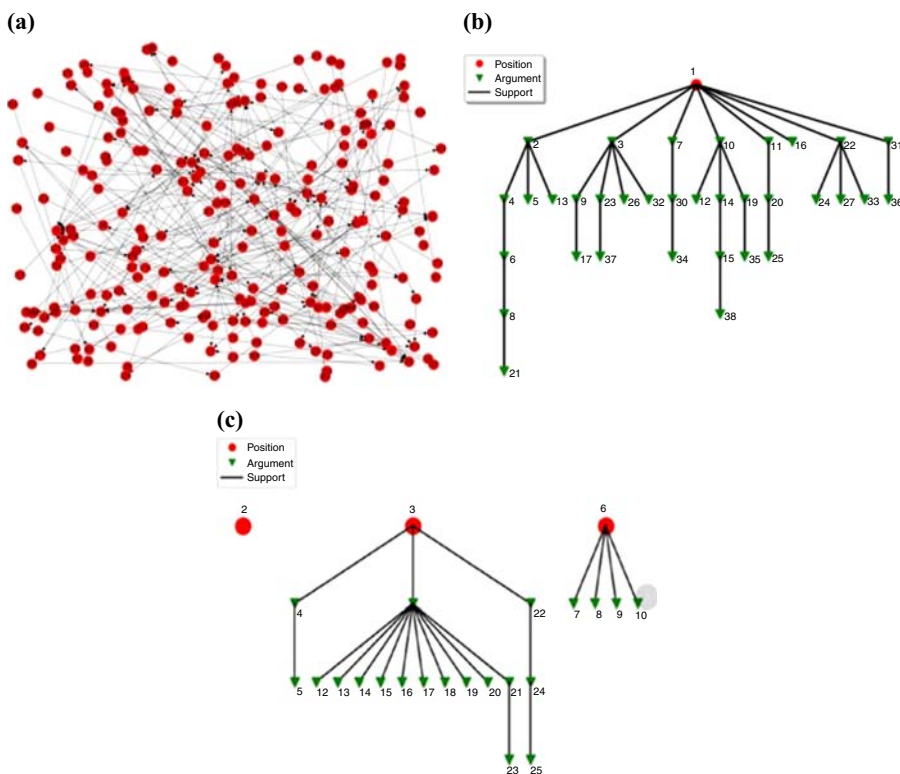 (a)
(b)
Position
Argument
Support
1
2 3 7 10 11 16 22 31
4 5 13 9 23 26 32 30 12 14 19 20 24 27 33 36
6 17 37 34 15 35 25
8 38
21
(c)
Position
Argument
Support
2 3 6
4 22 7 8 9 10
5 12 13 14 15 16 17 18 19 20 21 24
23 25